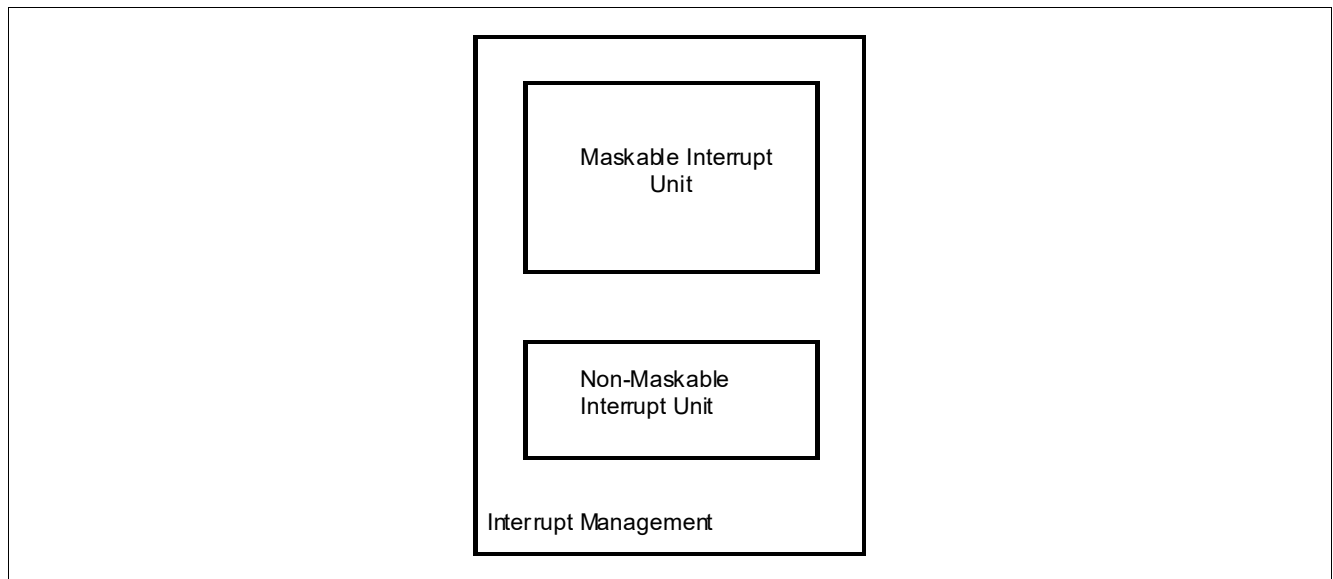 Maskable Interrupt
Unit
Non-Maskable
Interrupt Unit
Interrupt Management